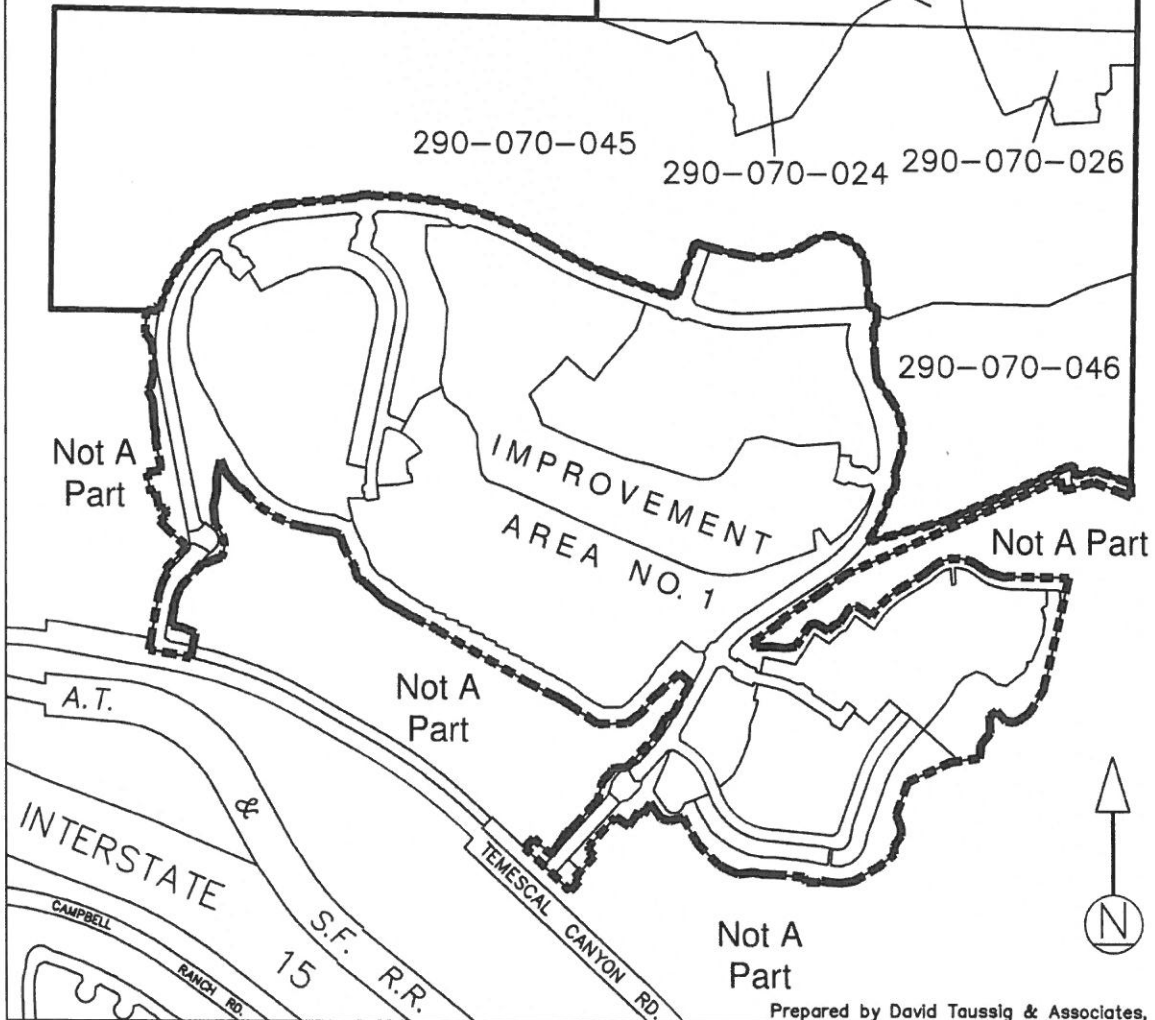 290-070-045
290-070-024
290-070-026
290-070-046
Not A
Part
IMPROVEMENT
AREA NO. 1
Not A Part
Not A
Part
A.T.
&
S.F. R.R.
INTERSTATE
15
CAMPBELL
RANCH RD.
TEMESCAL CANYON RD.
Not A
Part
N
Prepared by David Taussig & Associates,